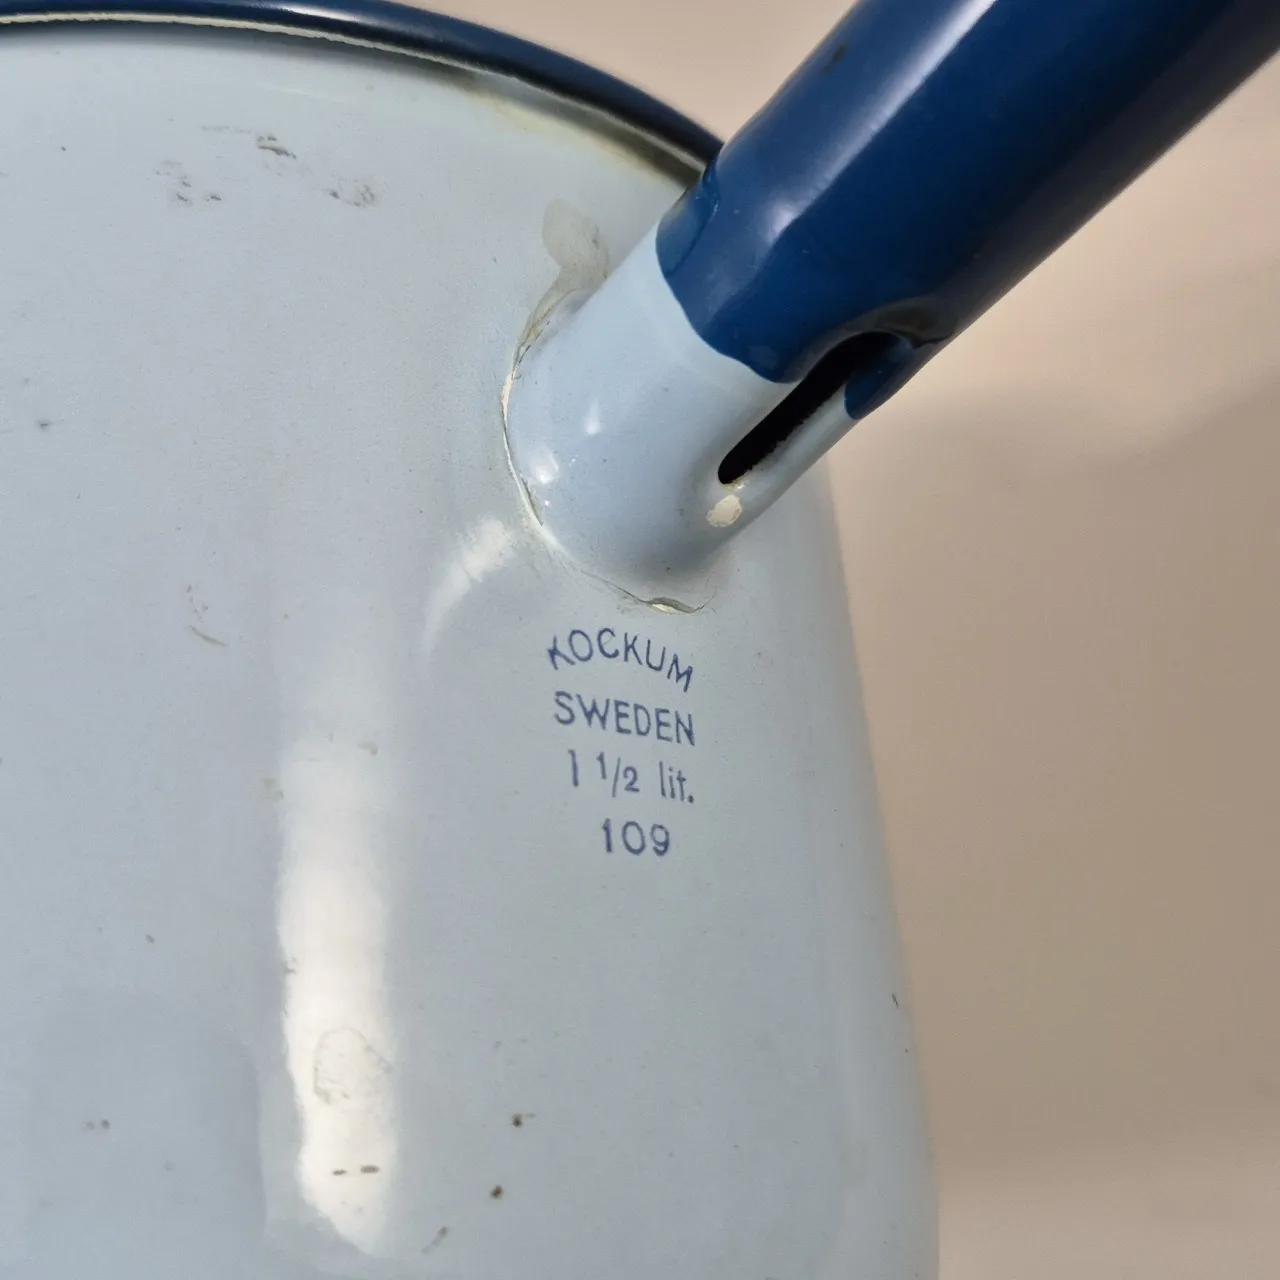 KOCKUM
SWEDEN
1 1/2 lit.
109